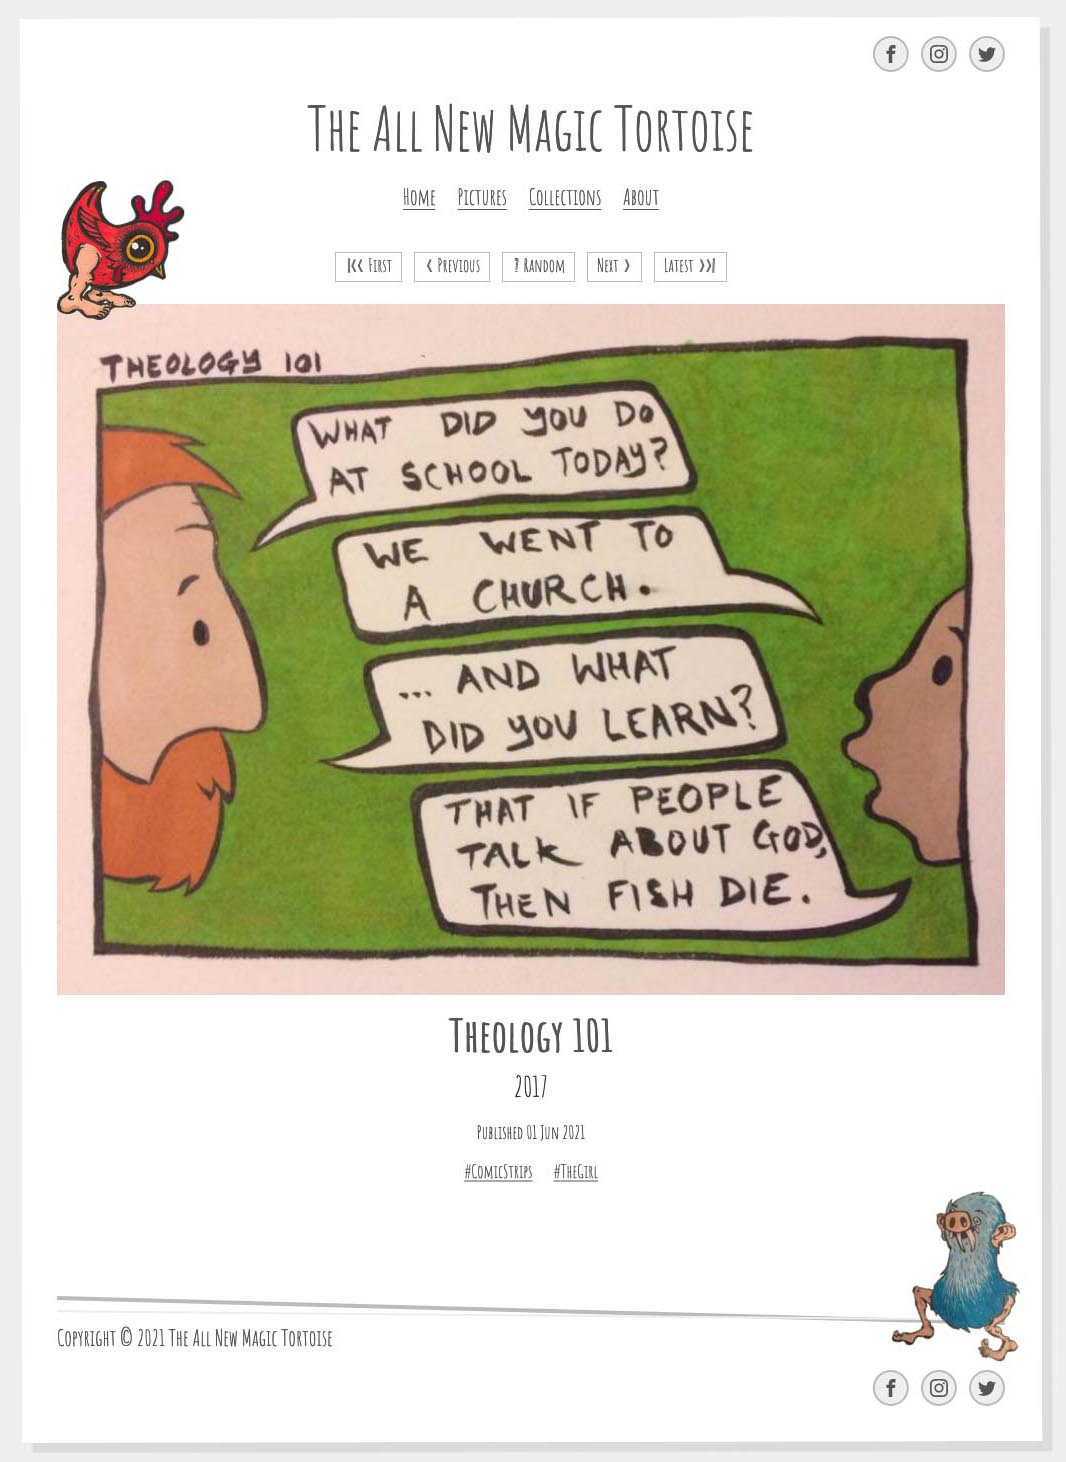 The All New Magic Tortoise
Home Pictures Collections About
First Previous ? Random Next Latest
THEOLOGY 101
WHAT DID YOU DO
AT SCHOOL TODAY?
WE WENT TO
A CHURCH.
... AND WHAT
DID YOU LEARN?
THAT IF PEOPLE
TALK ABOUT GOD,
THEN FISH DIE.
Theology 101
2017
Published 01 Jun 2021
#ComicStrips #TheGirl
Copyright © 2021 The All New Magic Tortoise